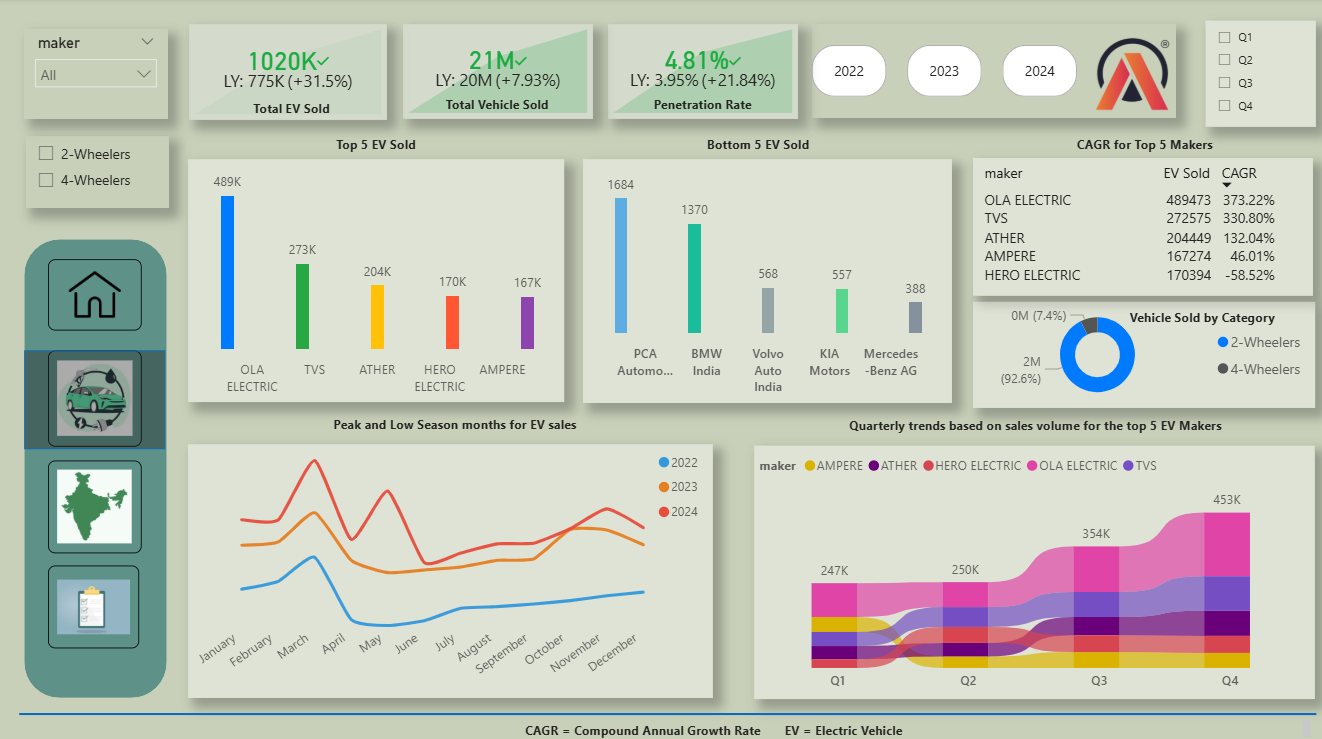 maker
All
2-Wheelers
4-Wheelers
1020K
LY: 775K (+31.5%)
Total EV Sold
21M
LY: 20M (+7.93%)
Total Vehicle Sold
4.81%
LY: 3.95% (+21.84%)
Penetration Rate
2022
2023
2024
®
Q1
Q2
Q3
Q4
Top 5 EV Sold
489K
273K
204K
170K
167K
OLA
ELECTRIC
TVS
ATHER
HERO
ELECTRIC
AMPERE
Bottom 5 EV Sold
1684
1370
568
557
388
PCA
Automo...
BMW
India
Volvo
Auto
India
KIA
Motors
Mercedes
-Benz AG
CAGR for Top 5 Makers
maker EV Sold CAGR
OLA ELECTRIC 489473 373.22%
TVS 272575 330.80%
ATHER 204449 132.04%
AMPERE 167274 46.01%
HERO ELECTRIC 170394 -58.52%
Vehicle Sold by Category
0M (7.4%)
2M
(92.6%)
2-Wheelers
4-Wheelers
Peak and Low Season months for EV sales
2022
2023
2024
January
February
March
April
May
June
July
August
September
October
November
December
Quarterly trends based on sales volume for the top 5 EV Makers
maker AMPERE ATHER HERO ELECTRIC OLA ELECTRIC TVS
247K
250K
354K
453K
Q1
Q2
Q3
Q4
CAGR = Compound Annual Growth Rate EV = Electric Vehicle